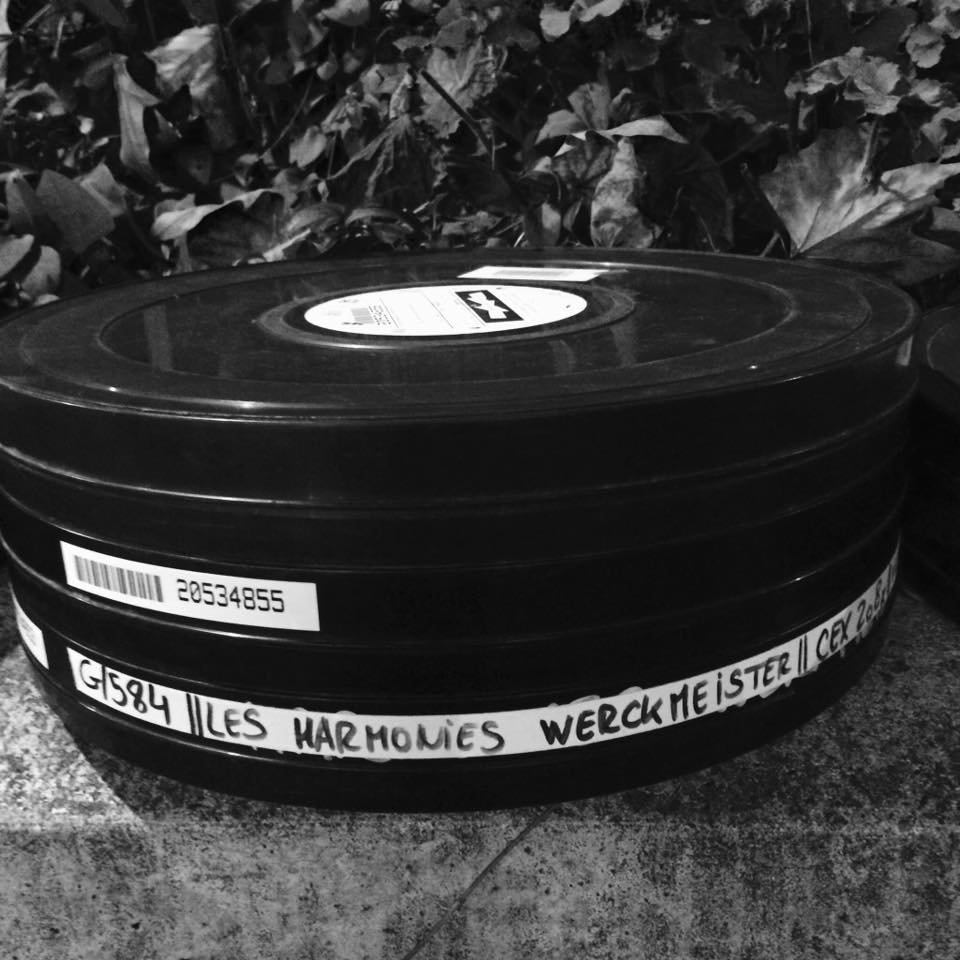 20534855
G/584 || LES HARMONIES WERCKMEISTER || CEX